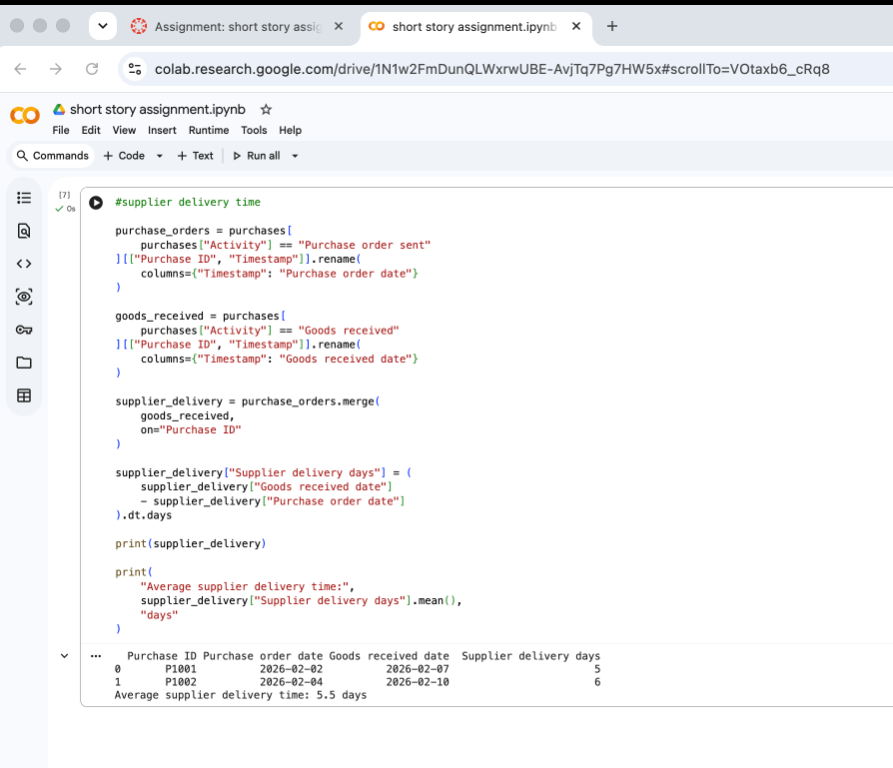 Assignment: short story assig
short story assignment.ipynb
colab.research.google.com/drive/1N1w2FmDunQLWxrwUBE-AvjTq7Pg7HW5x#scrollTo=VOtaxb6_cRq8
short story assignment.ipynb
File Edit View Insert Runtime Tools Help
Commands + Code + Text Run all
[7]
0s
#supplier delivery time
purchase_orders = purchases[
    purchases["Activity"] == "Purchase order sent"
][["Purchase ID", "Timestamp"]].rename(
    columns={"Timestamp": "Purchase order date"}
)
goods_received = purchases[
    purchases["Activity"] == "Goods received"
][["Purchase ID", "Timestamp"]].rename(
    columns={"Timestamp": "Goods received date"}
)
supplier_delivery = purchase_orders.merge(
    goods_received,
    on="Purchase ID"
)
supplier_delivery["Supplier delivery days"] = (
    supplier_delivery["Goods received date"]
    - supplier_delivery["Purchase order date"]
).dt.days
print(supplier_delivery)
print(
    "Average supplier delivery time:",
    supplier_delivery["Supplier delivery days"].mean(),
    "days"
)
... Purchase ID Purchase order date Goods received date Supplier delivery days
0 P1001 2026-02-02 2026-02-07 5
1 P1002 2026-02-04 2026-02-10 6
Average supplier delivery time: 5.5 days